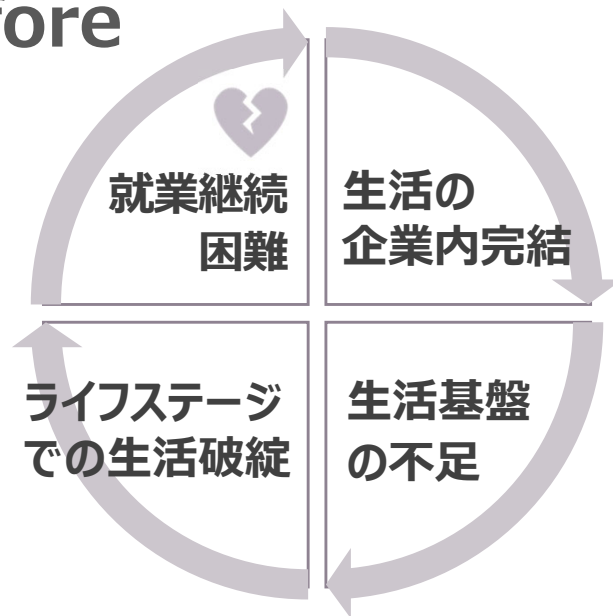 fore
就業継続
困難
生活の
企業内完結
ライフステージ
での生活破綻
生活基盤
の不足